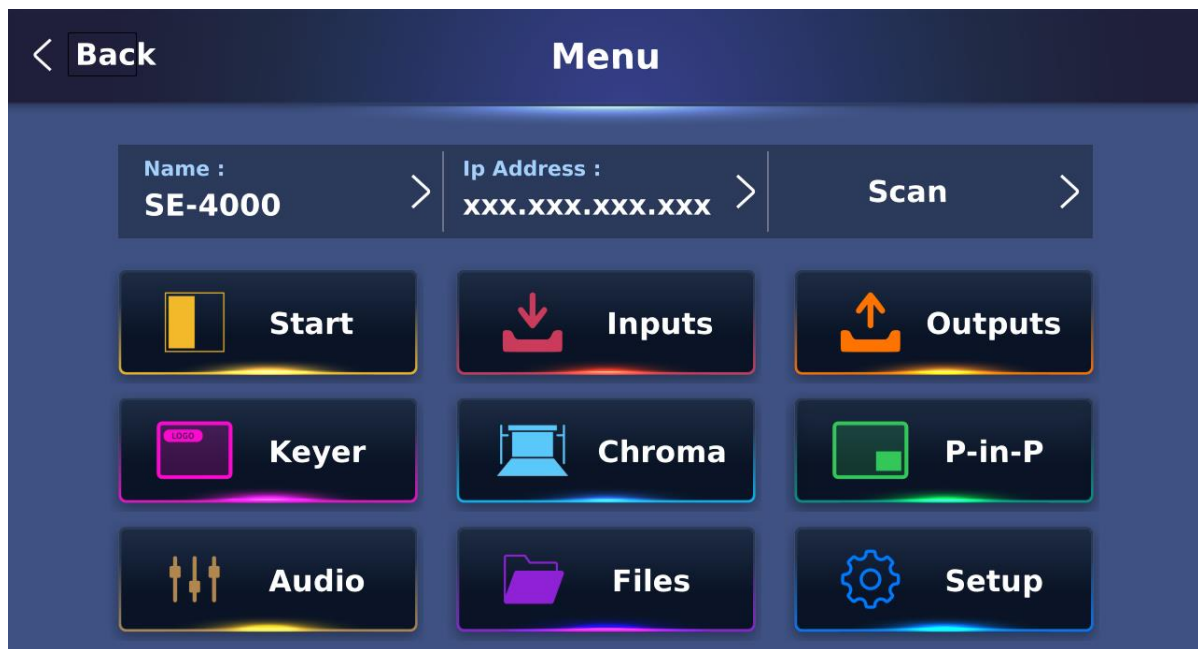 Back
Menu
Name :
SE-4000
Ip Address :
xxx.xxx.xxx.xxx
Scan
Start
Inputs
Outputs
LOGO
Keyer
Chroma
P-in-P
Audio
Files
Setup